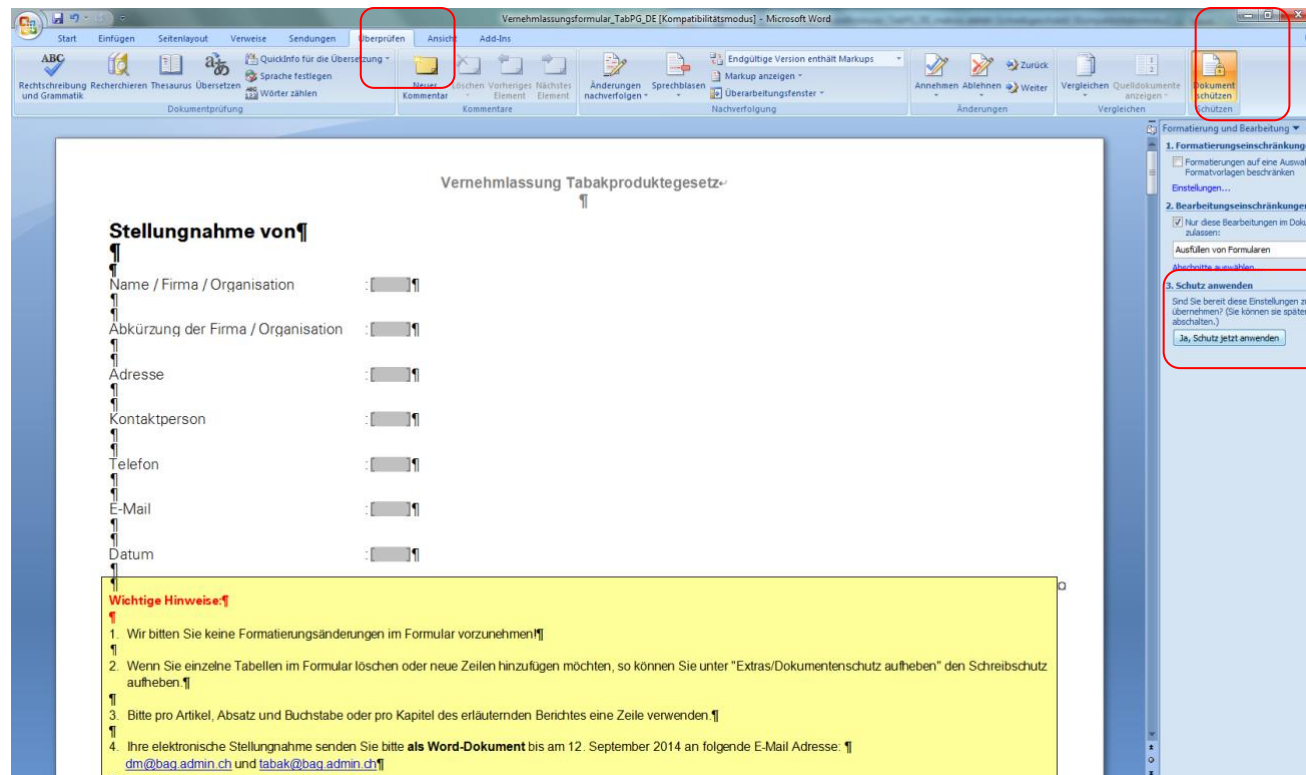 Vernehmlassungsformular_TabPG_DE [Kompatibilitätsmodus] - Microsoft Word
Start Einfügen Seitenlayout Verweise Sendungen Überprüfen Ansicht Add-Ins
ABC
Rechtschreibung und Grammatik
Recherchieren
Thesaurus
Übersetzen
QuickInfo für die Übersetzung
Sprache festlegen
Wörter zählen
Dokumentprüfung
Neuer Kommentar
Löschen
Vorheriges Element
Nächstes Element
Kommentare
Änderungen nachverfolgen
Sprechblasen
Endgültige Version enthält Markups
Markup anzeigen
Überarbeitungsfenster
Nachverfolgung
Annehmen
Ablehnen
Zurück
Weiter
Änderungen
Vergleichen
Quelldokumente anzeigen
Vergleichen
Dokument schützen
Schützen
Vernehmlassung Tabakproduktegesetz↵
¶
Stellungnahme von¶
¶
¶
Name / Firma / Organisation :[ ]¶
¶
¶
Abkürzung der Firma / Organisation :[ ]¶
¶
¶
Adresse :[ ]¶
¶
¶
Kontaktperson :[ ]¶
¶
¶
Telefon :[ ]¶
¶
¶
E-Mail :[ ]¶
¶
¶
Datum :[ ]¶
¶
¶
Wichtige Hinweise:¶
¶
1. Wir bitten Sie keine Formatierungsänderungen im Formular vorzunehmen!¶
¶
2. Wenn Sie einzelne Tabellen im Formular löschen oder neue Zeilen hinzufügen möchten, so können Sie unter "Extras/Dokumentenschutz aufheben" den Schreibschutz
aufheben.¶
¶
3. Bitte pro Artikel, Absatz und Buchstabe oder pro Kapitel des erläuternden Berichtes eine Zeile verwenden.¶
¶
4. Ihre elektronische Stellungnahme senden Sie bitte als Word-Dokument bis am 12. September 2014 an folgende E-Mail Adresse: ¶
dm@bag.admin.ch und tabak@bag.admin.ch¶
Formatierung und Bearbeitung
1. Formatierungseinschränkunge
Formatierungen auf eine Auswal
Formatvorlagen beschränken
Einstellungen...
2. Bearbeitungseinschränkungen
Nur diese Bearbeitungen im Doku
zulassen:
Ausfüllen von Formularen
Abschnitte auswählen...
3. Schutz anwenden
Sind Sie bereit diese Einstellungen zu
übernehmen? (Sie können sie später
abschalten.)
Ja, Schutz jetzt anwenden